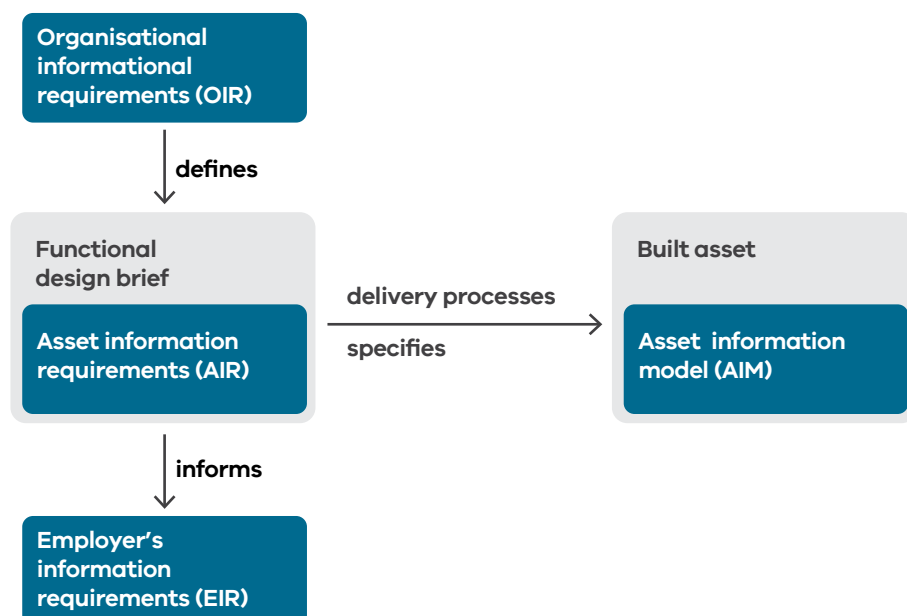 Organisational
informational
requirements (OIR)
defines
Functional
design brief
Asset information
requirements (AIR)
delivery processes
specifies
Built asset
Asset information
model (AIM)
informs
Employer’s
information
requirements (EIR)